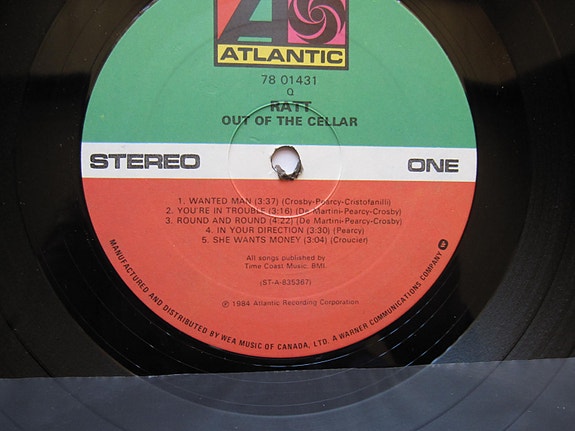 ATLANTIC
78 01431
Q
RATT
OUT OF THE CELLAR
STEREO ONE
1. WANTED MAN (3:37) (Crosby-Pearcy-Cristofanilli)
2. YOU'RE IN TROUBLE (3:16) (De Martini-Pearcy-Crosby)
3. ROUND AND ROUND (4:22) (De Martini-Pearcy-Crosby)
4. IN YOUR DIRECTION (3:30) (Pearcy)
5. SHE WANTS MONEY (3:04) (Croucier)
All songs published by
Time Coast Music, BMI.
(ST-A-835367)
℗ 1984 Atlantic Recording Corporation
MANUFACTURED AND DISTRIBUTED BY WEA MUSIC OF CANADA, LTD. A WARNER COMMUNICATIONS COMPANY